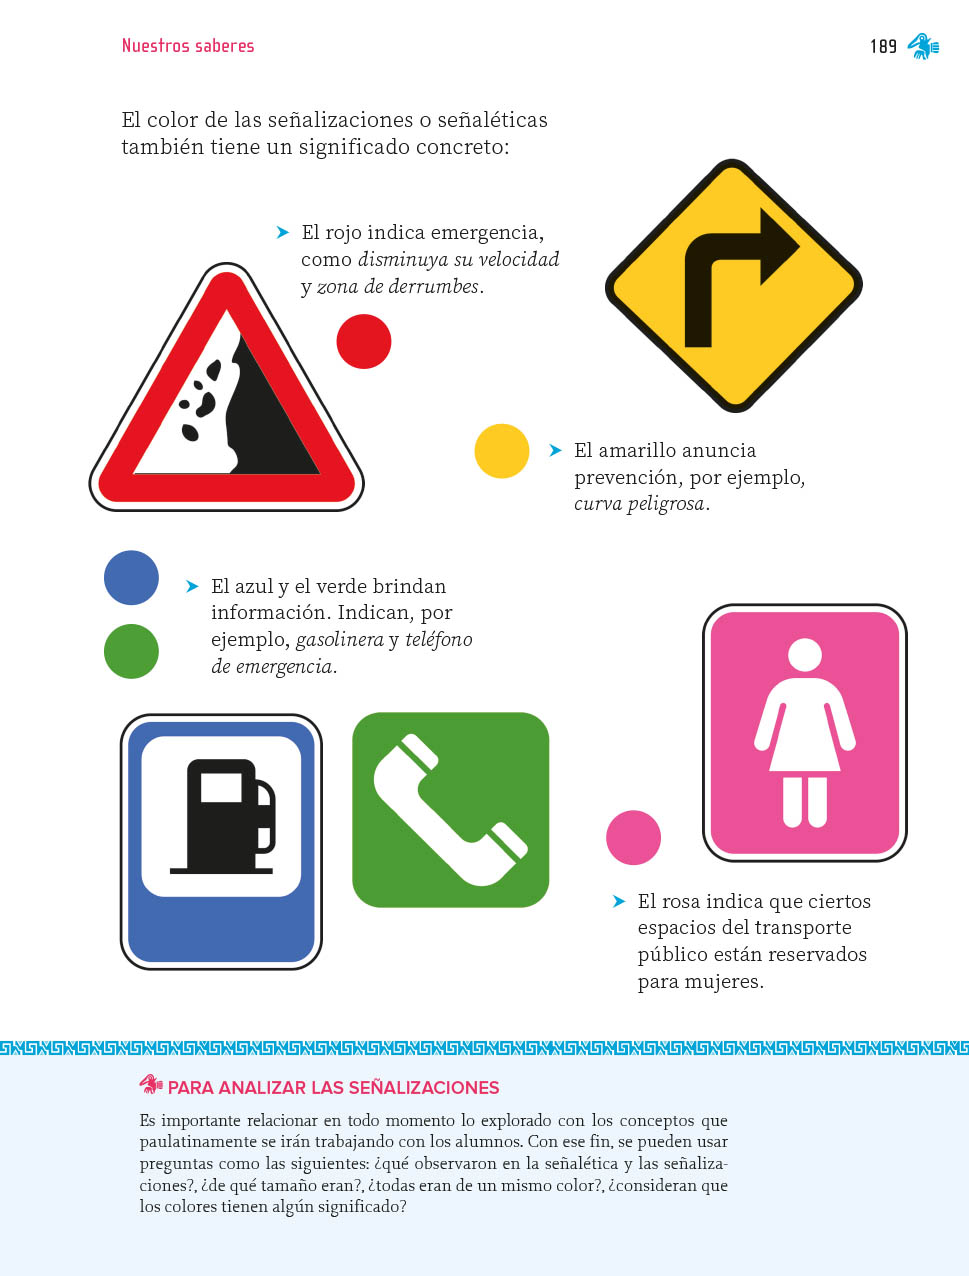 Nuestros saberes
189
El color de las señalizaciones o señaléticas
también tiene un significado concreto:
El rojo indica emergencia,
como disminuya su velocidad
y zona de derrumbes.
El amarillo anuncia
prevención, por ejemplo,
curva peligrosa.
El azul y el verde brindan
información. Indican, por
ejemplo, gasolinera y teléfono
de emergencia.
El rosa indica que ciertos
espacios del transporte
público están reservados
para mujeres.
PARA ANALIZAR LAS SEÑALIZACIONES
Es importante relacionar en todo momento lo explorado con los conceptos que
paulatinamente se irán trabajando con los alumnos. Con ese fin, se pueden usar
preguntas como las siguientes: ¿qué observaron en la señalética y las señaliza-
ciones?, ¿de qué tamaño eran?, ¿todas eran de un mismo color?, ¿consideran que
los colores tienen algún significado?